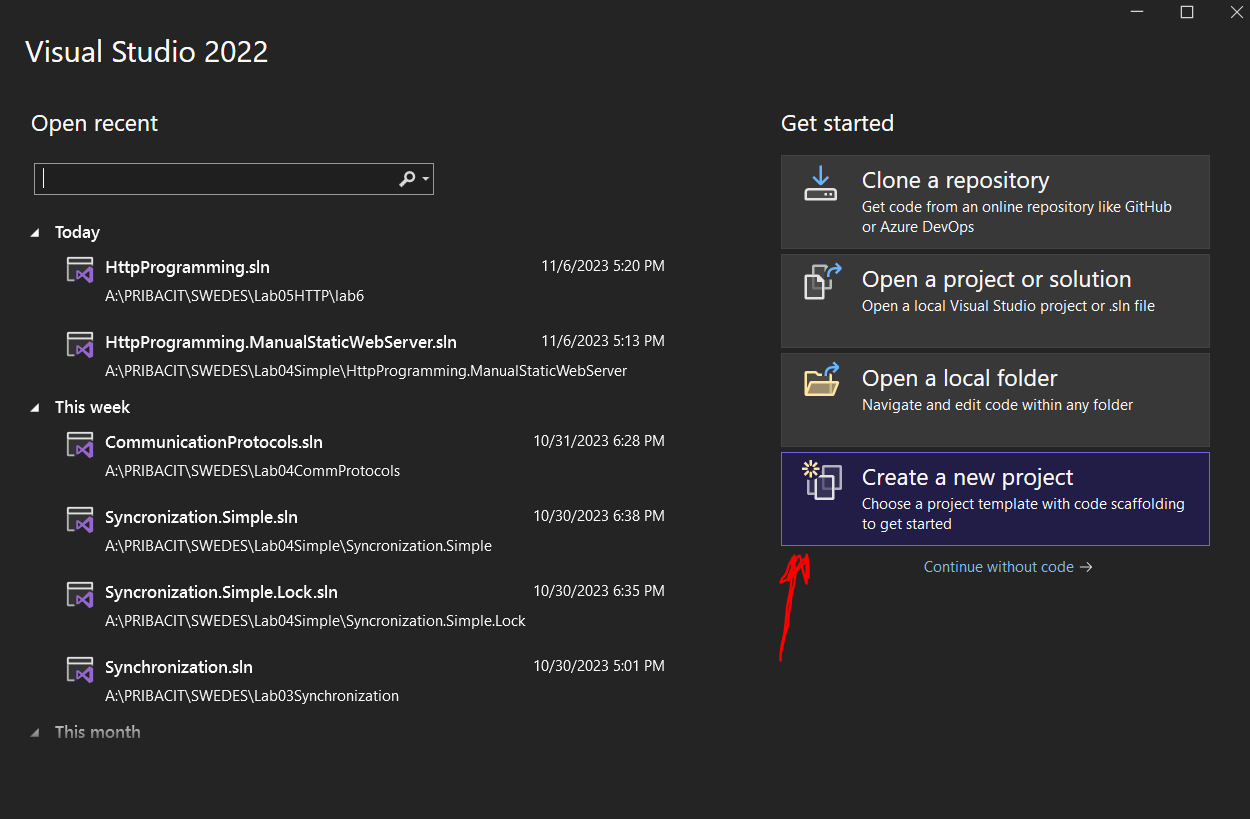 Visual Studio 2022
Open recent
Today
HttpProgramming.sln
11/6/2023 5:20 PM
A:\PRIBACIT\SWEDES\Lab05HTTP\lab6
HttpProgramming.ManualStaticWebServer.sln
11/6/2023 5:13 PM
A:\PRIBACIT\SWEDES\Lab04Simple\HttpProgramming.ManualStaticWebServer
This week
CommunicationProtocols.sln
10/31/2023 6:28 PM
A:\PRIBACIT\SWEDES\Lab04CommProtocols
Syncronization.Simple.sln
10/30/2023 6:38 PM
A:\PRIBACIT\SWEDES\Lab04Simple\Syncronization.Simple
Syncronization.Simple.Lock.sln
10/30/2023 6:35 PM
A:\PRIBACIT\SWEDES\Lab04Simple\Syncronization.Simple.Lock
Synchronization.sln
10/30/2023 5:01 PM
A:\PRIBACIT\SWEDES\Lab03Synchronization
This month
Get started
Clone a repository
Get code from an online repository like GitHub
or Azure DevOps
Open a project or solution
Open a local Visual Studio project or .sln file
Open a local folder
Navigate and edit code within any folder
Create a new project
Choose a project template with code scaffolding
to get started
Continue without code →